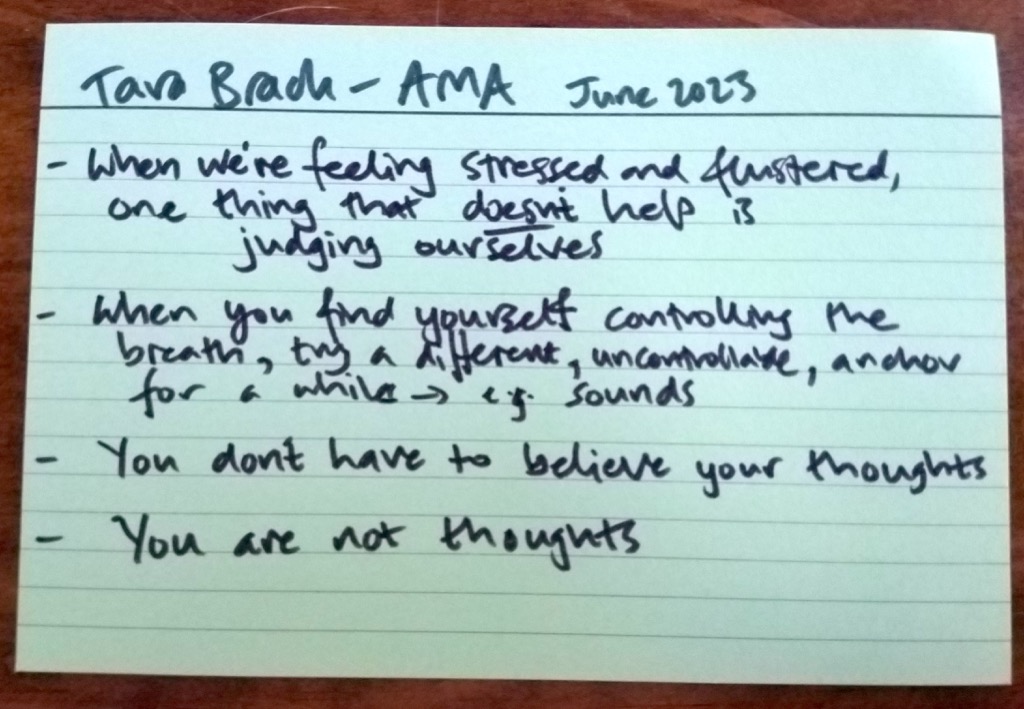 Tara Brach - AMA June 2023
- When we're feeling stressed and flustered,
one thing that doesn't help is
judging ourselves
- When you find yourself controlling the
breath, try a different, uncontrollable, anchor
for a while → e.g. sounds
- You don't have to believe your thoughts
- You are not thoughts